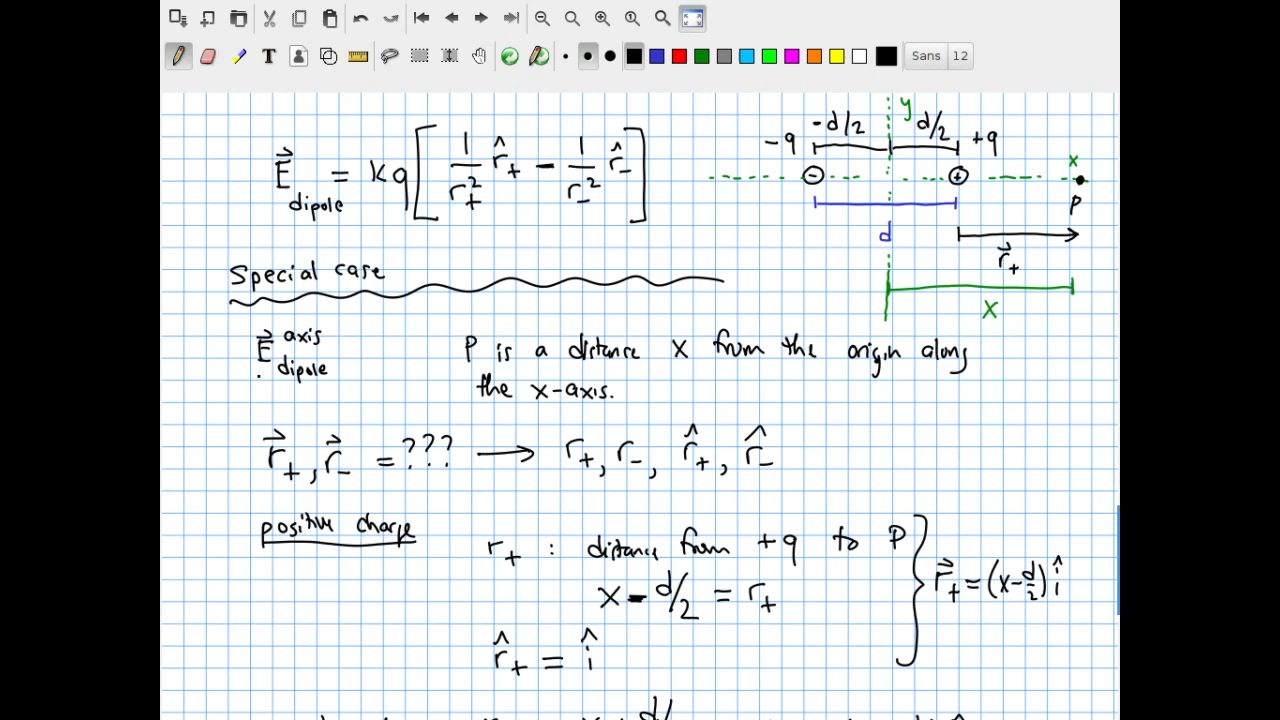 Sans 12
y
-q -d/2 d/2 +q
x
- +
P
d
r⃗₊
x
E⃗dipole = kq[1/r₊² r̂₊ - 1/r₋² r̂₋]
Special case
E⃗ axis dipole
P is a distance x from the origin along
the x-axis.
r⃗₊, r⃗₋ = ??? → r₊, r₋, r̂₊, r̂₋
positive charge
r₊ : distance from +q to P
x - d/2 = r₊
r̂₊ = î
} r⃗₊ = (x - d/2) î